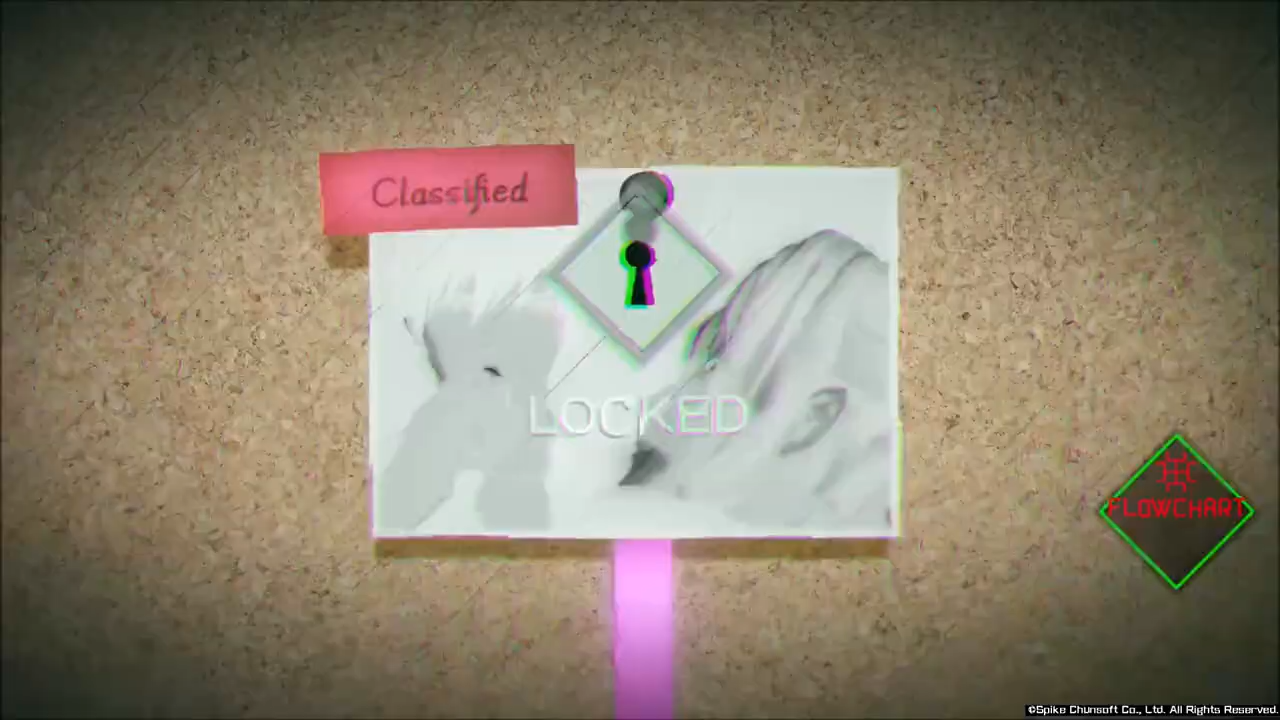 Classified
LOCKED
FLOWCHART
©Spike Chunsoft Co., Ltd. All Rights Reserved.